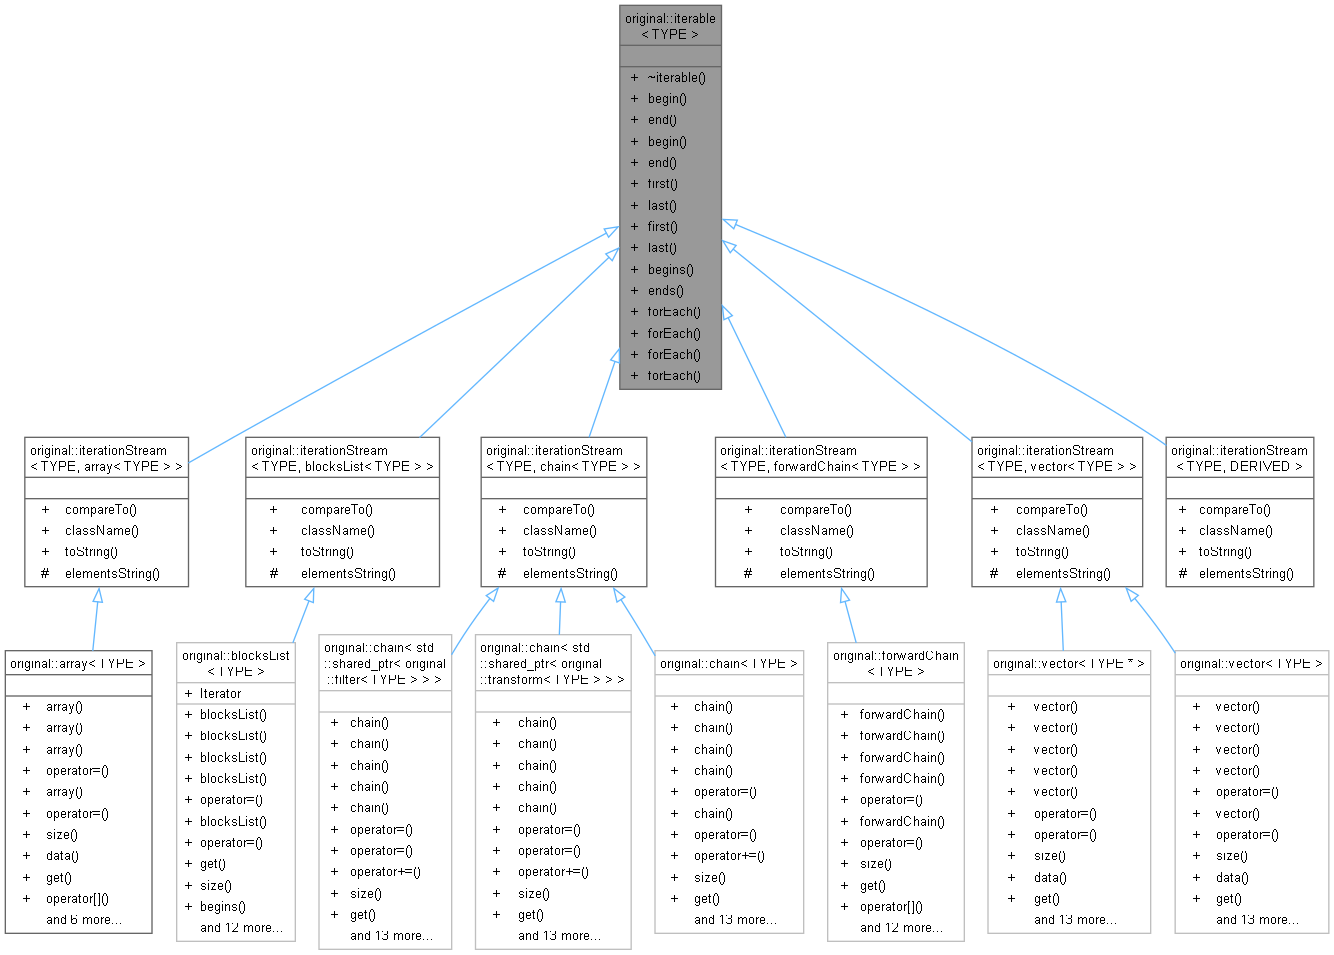 original::iterable
< TYPE >
+ ~iterable()
+ begin()
+ end()
+ begin()
+ end()
+ first()
+ last()
+ first()
+ last()
+ begins()
+ ends()
+ forEach()
+ forEach()
+ forEach()
+ forEach()
original::iterationStream
< TYPE, array< TYPE > >
+ compareTo()
+ className()
+ toString()
# elementsString()
original::iterationStream
< TYPE, blocksList< TYPE > >
+ compareTo()
+ className()
+ toString()
# elementsString()
original::iterationStream
< TYPE, chain< TYPE > >
+ compareTo()
+ className()
+ toString()
# elementsString()
original::iterationStream
< TYPE, forwardChain< TYPE > >
+ compareTo()
+ className()
+ toString()
# elementsString()
original::iterationStream
< TYPE, vector< TYPE > >
+ compareTo()
+ className()
+ toString()
# elementsString()
original::iterationStream
< TYPE, DERIVED >
+ compareTo()
+ className()
+ toString()
# elementsString()
original::array< TYPE >
+ array()
+ array()
+ array()
+ operator=()
+ array()
+ operator=()
+ size()
+ data()
+ get()
+ operator[]()
and 6 more...
original::blocksList
< TYPE >
+ Iterator
+ blocksList()
+ blocksList()
+ blocksList()
+ blocksList()
+ operator=()
+ blocksList()
+ operator=()
+ get()
+ size()
+ begins()
and 12 more...
original::chain< std
::shared_ptr< original
::filter< TYPE > > >
+ chain()
+ chain()
+ chain()
+ chain()
+ chain()
+ operator=()
+ operator=()
+ operator+=()
+ size()
+ get()
and 13 more...
original::chain< std
::shared_ptr< original
::transform< TYPE > > >
+ chain()
+ chain()
+ chain()
+ chain()
+ chain()
+ operator=()
+ operator=()
+ operator+=()
+ size()
+ get()
and 13 more...
original::chain< TYPE >
+ chain()
+ chain()
+ chain()
+ chain()
+ operator=()
+ chain()
+ operator=()
+ operator+=()
+ size()
+ get()
and 13 more...
original::forwardChain
< TYPE >
+ forwardChain()
+ forwardChain()
+ forwardChain()
+ forwardChain()
+ operator=()
+ forwardChain()
+ operator=()
+ size()
+ get()
+ operator[]()
and 12 more...
original::vector< TYPE * >
+ vector()
+ vector()
+ vector()
+ vector()
+ vector()
+ operator=()
+ operator=()
+ size()
+ data()
+ get()
and 13 more...
original::vector< TYPE >
+ vector()
+ vector()
+ vector()
+ vector()
+ operator=()
+ vector()
+ operator=()
+ size()
+ data()
+ get()
and 13 more...